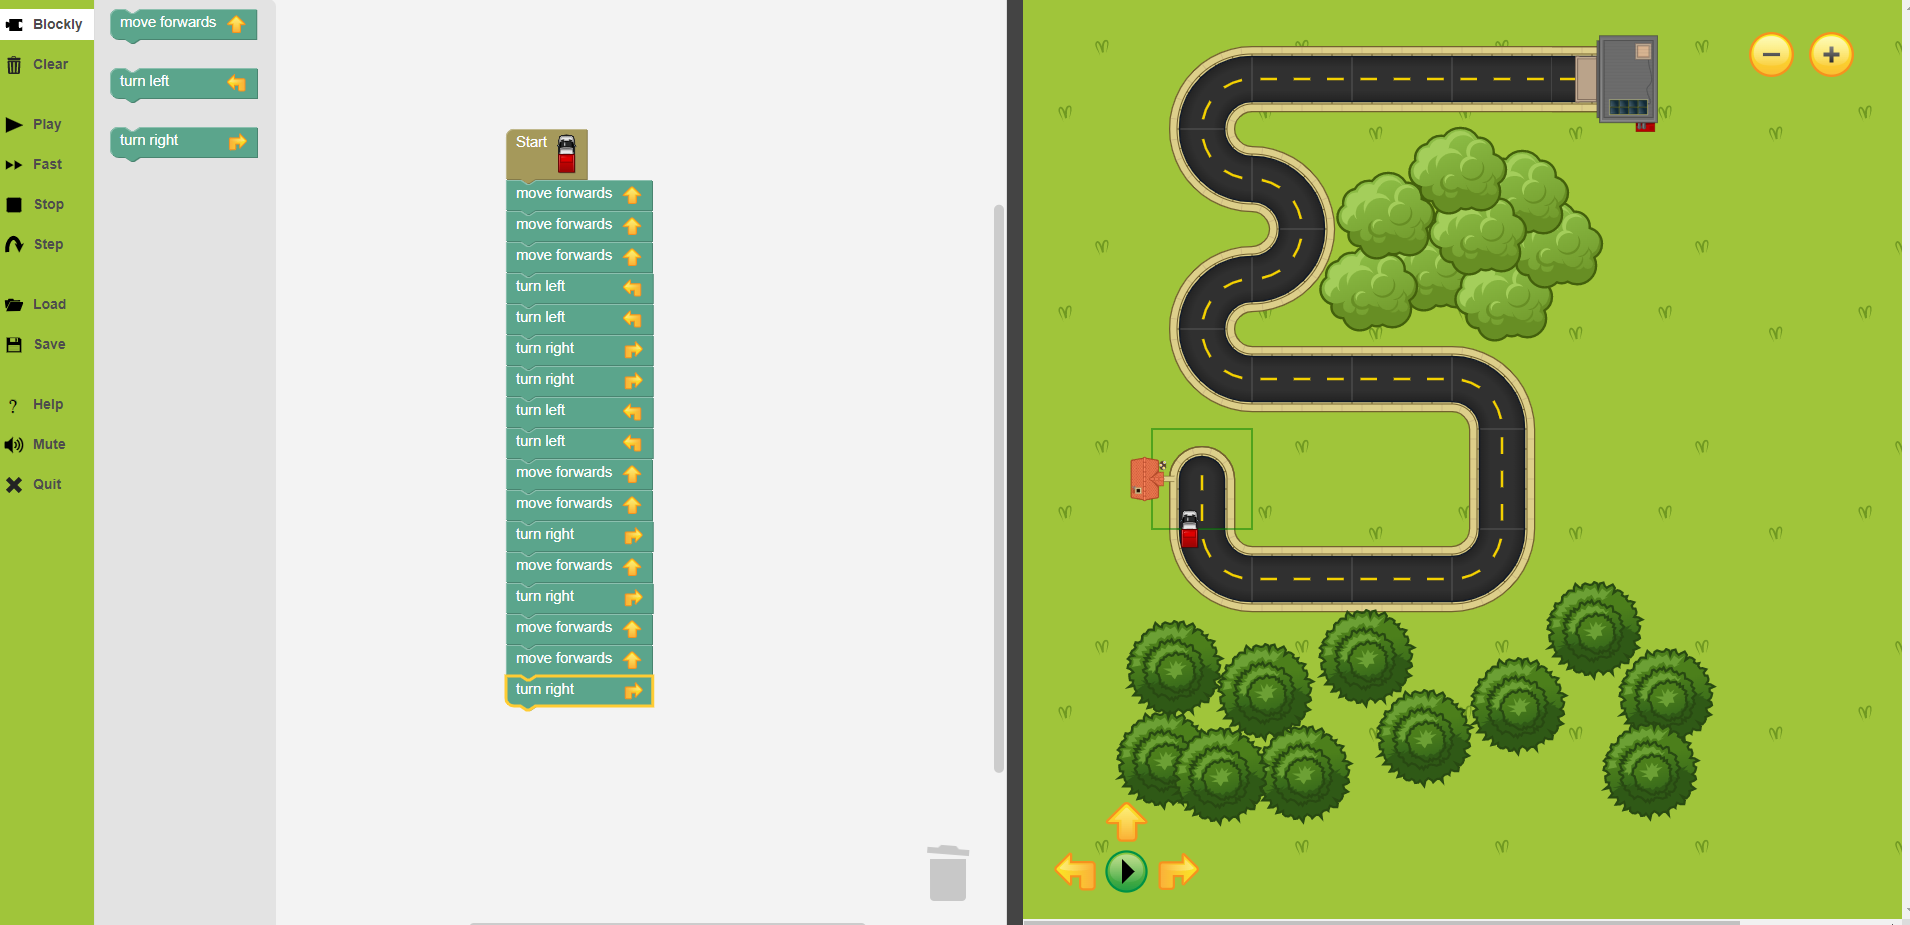 Blockly
Clear
Play
Fast
Stop
Step
Load
Save
? Help
Mute
Quit
move forwards
turn left
turn right
Start
move forwards
move forwards
move forwards
turn left
turn left
turn right
turn right
turn left
turn left
move forwards
move forwards
turn right
move forwards
turn right
move forwards
move forwards
turn right